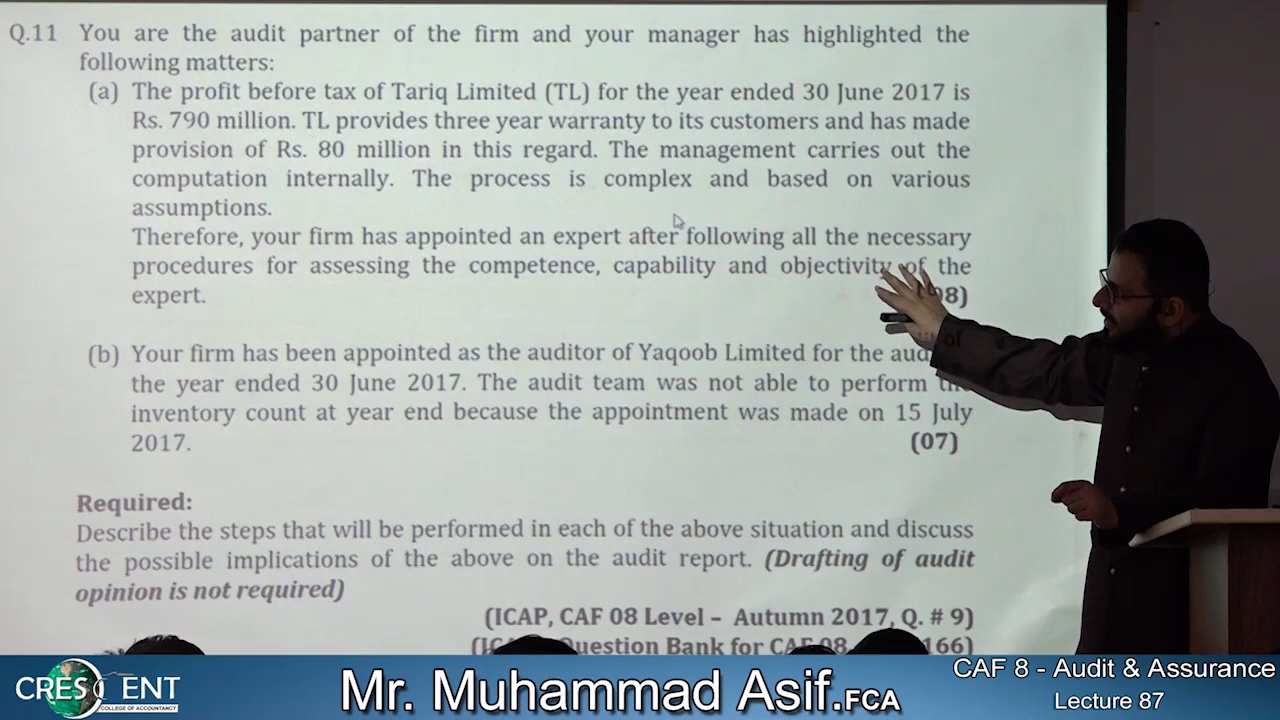 Q.11 You are the audit partner of the firm and your manager has highlighted the
following matters:
(a) The profit before tax of Tariq Limited (TL) for the year ended 30 June 2017 is
Rs. 790 million. TL provides three year warranty to its customers and has made
provision of Rs. 80 million in this regard. The management carries out the
computation internally. The process is complex and based on various
assumptions.
Therefore, your firm has appointed an expert after following all the necessary
procedures for assessing the competence, capability and objectivity of the
expert. 08)
(b) Your firm has been appointed as the auditor of Yaqoob Limited for the of
the year ended 30 June 2017. The audit team was not able to perform
inventory count at year end because the appointment was made on 15 July
2017. (07)
Required:
Describe the steps that will be performed in each of the above situation and discuss
the possible implications of the above on the audit report. (Drafting of audit
opinion is not required)
(ICAP, CAF 08 Level – Autumn 2017, Q. # 9)
Question Bank for CAF 08 166)
CRESCENT
COLLEGE OF ACCOUNTANCY
Mr. Muhammad Asif.FCA
CAF 8 - Audit & Assurance
Lecture 87